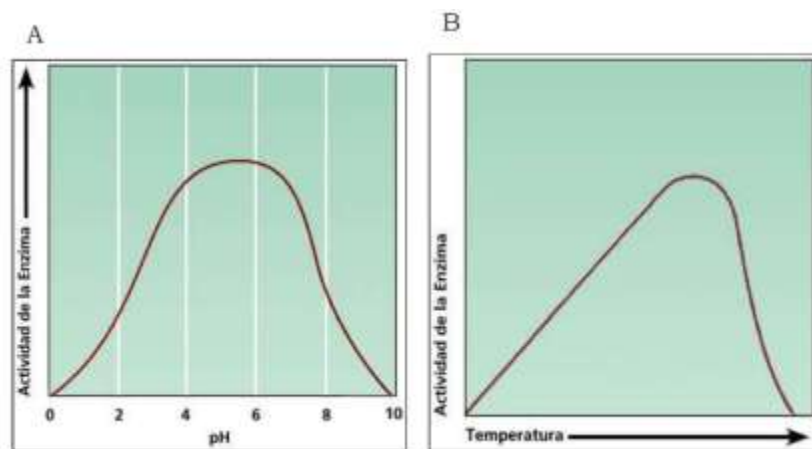 A
Actividad de la Enzima
0 2 4 6 8 10
pH
B
Actividad de la Enzima
Temperatura